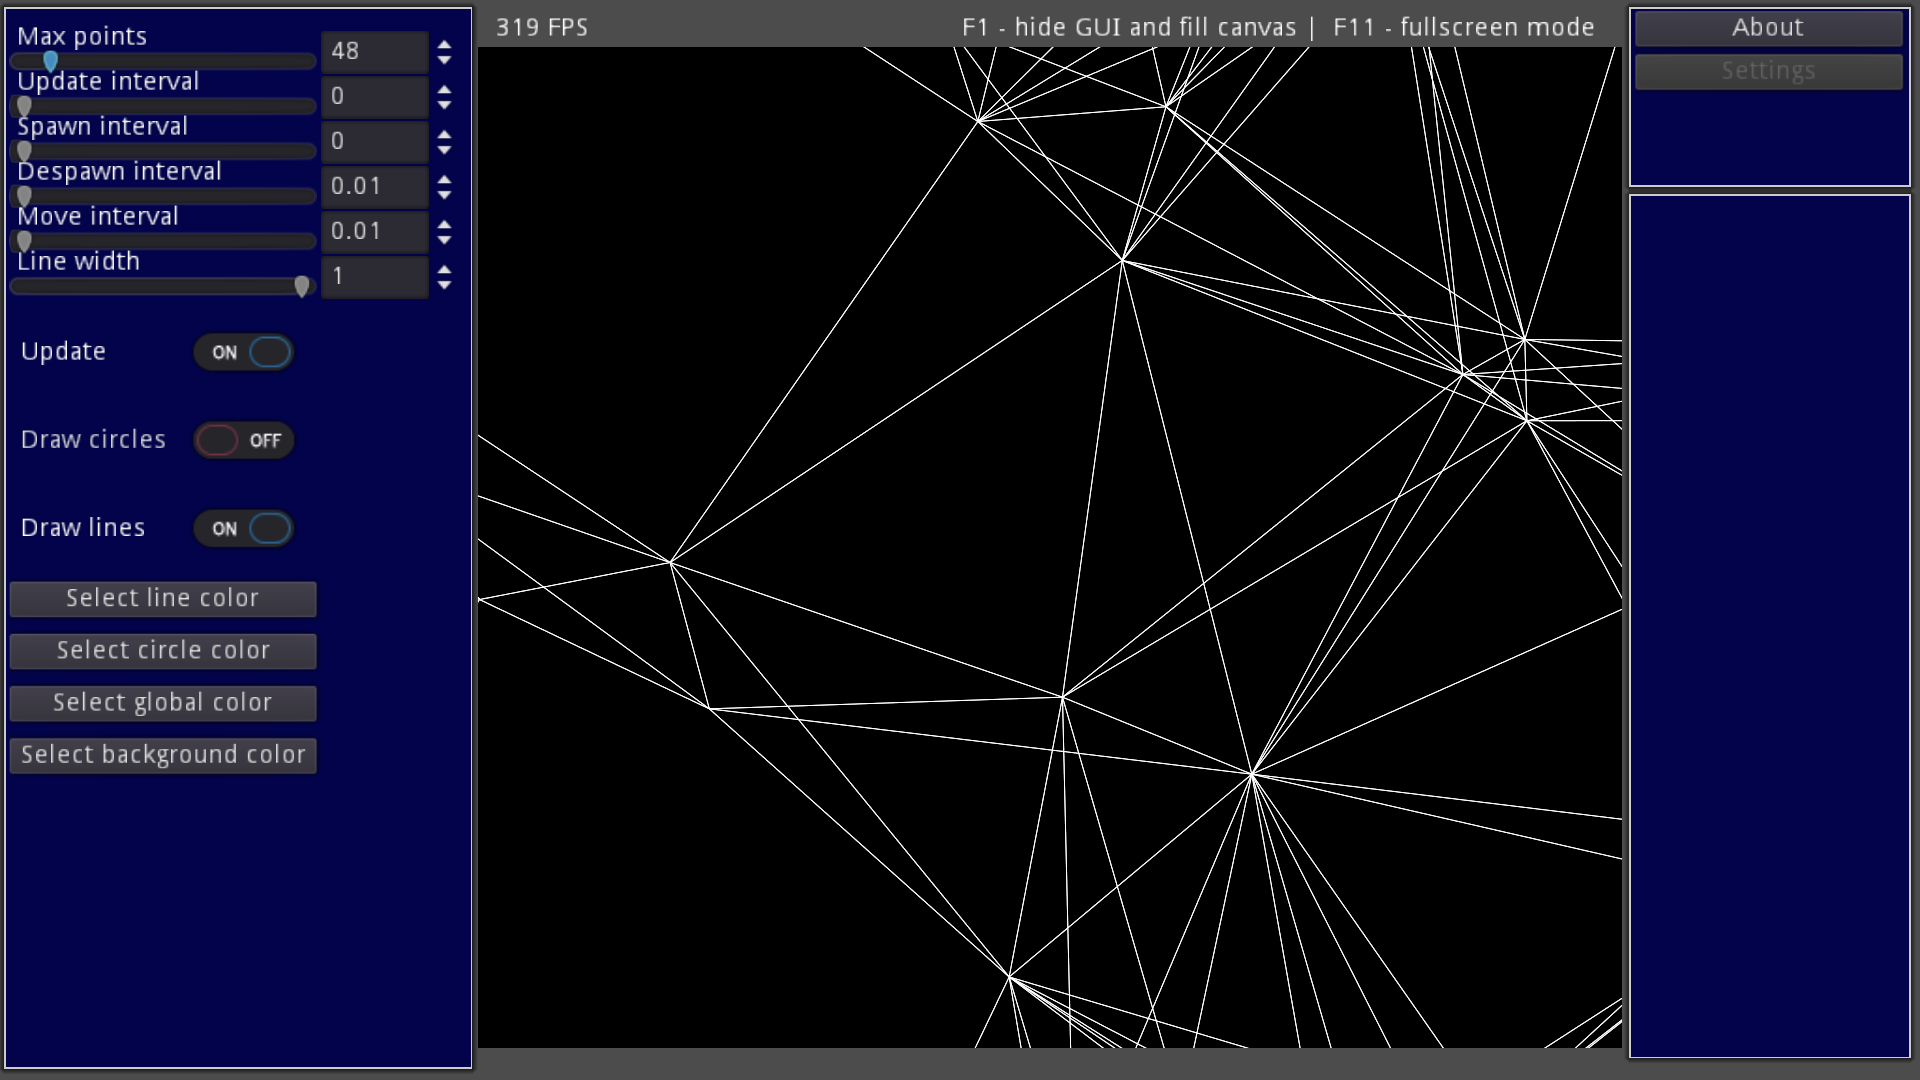 Max points
48
Update interval
0
Spawn interval
0
Despawn interval
0.01
Move interval
0.01
Line width
1
Update
ON
Draw circles
OFF
Draw lines
ON
Select line color
Select circle color
Select global color
Select background color
319 FPS
F1 - hide GUI and fill canvas | F11 - fullscreen mode
About
Settings